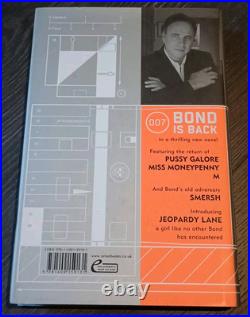 007 BOND
IS BACK
in a thrilling new novel
Featuring the return of
PUSSY GALORE
MISS MONEYPENNY
M
And Bond's old adversary
SMERSH
Introducing
JEOPARDY LANE
a girl like no other Bond
has encountered